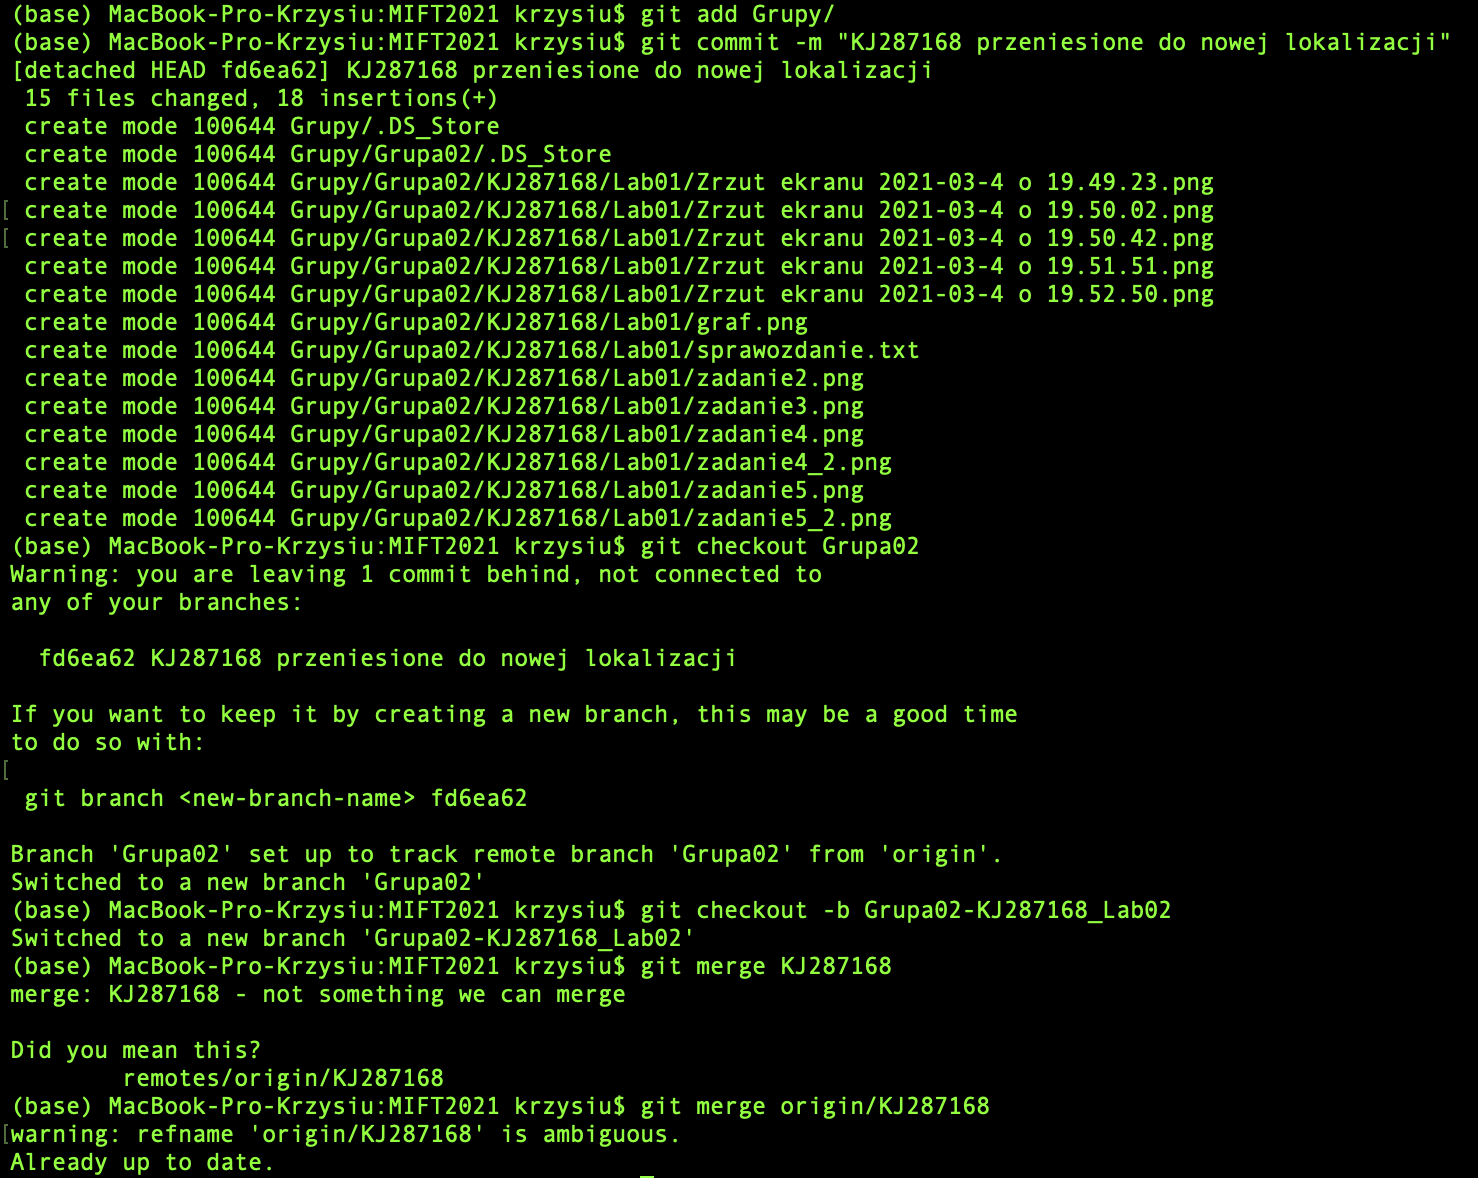 (base) MacBook-Pro-Krzysiu:MIFT2021 krzysiu$ git add Grupy/
(base) MacBook-Pro-Krzysiu:MIFT2021 krzysiu$ git commit -m "KJ287168 przeniesione do nowej lokalizacji"
[detached HEAD fd6ea62] KJ287168 przeniesione do nowej lokalizacji
 15 files changed, 18 insertions(+)
 create mode 100644 Grupy/.DS_Store
 create mode 100644 Grupy/Grupa02/.DS_Store
 create mode 100644 Grupy/Grupa02/KJ287168/Lab01/Zrzut ekranu 2021-03-4 o 19.49.23.png
[ create mode 100644 Grupy/Grupa02/KJ287168/Lab01/Zrzut ekranu 2021-03-4 o 19.50.02.png
[ create mode 100644 Grupy/Grupa02/KJ287168/Lab01/Zrzut ekranu 2021-03-4 o 19.50.42.png
 create mode 100644 Grupy/Grupa02/KJ287168/Lab01/Zrzut ekranu 2021-03-4 o 19.51.51.png
 create mode 100644 Grupy/Grupa02/KJ287168/Lab01/Zrzut ekranu 2021-03-4 o 19.52.50.png
 create mode 100644 Grupy/Grupa02/KJ287168/Lab01/graf.png
 create mode 100644 Grupy/Grupa02/KJ287168/Lab01/sprawozdanie.txt
 create mode 100644 Grupy/Grupa02/KJ287168/Lab01/zadanie2.png
 create mode 100644 Grupy/Grupa02/KJ287168/Lab01/zadanie3.png
 create mode 100644 Grupy/Grupa02/KJ287168/Lab01/zadanie4.png
 create mode 100644 Grupy/Grupa02/KJ287168/Lab01/zadanie4_2.png
 create mode 100644 Grupy/Grupa02/KJ287168/Lab01/zadanie5.png
 create mode 100644 Grupy/Grupa02/KJ287168/Lab01/zadanie5_2.png
(base) MacBook-Pro-Krzysiu:MIFT2021 krzysiu$ git checkout Grupa02
Warning: you are leaving 1 commit behind, not connected to
any of your branches:
  fd6ea62 KJ287168 przeniesione do nowej lokalizacji
If you want to keep it by creating a new branch, this may be a good time
to do so with:
[
 git branch <new-branch-name> fd6ea62
Branch 'Grupa02' set up to track remote branch 'Grupa02' from 'origin'.
Switched to a new branch 'Grupa02'
(base) MacBook-Pro-Krzysiu:MIFT2021 krzysiu$ git checkout -b Grupa02-KJ287168_Lab02
Switched to a new branch 'Grupa02-KJ287168_Lab02'
(base) MacBook-Pro-Krzysiu:MIFT2021 krzysiu$ git merge KJ287168
merge: KJ287168 - not something we can merge
Did you mean this?
        remotes/origin/KJ287168
(base) MacBook-Pro-Krzysiu:MIFT2021 krzysiu$ git merge origin/KJ287168
[warning: refname 'origin/KJ287168' is ambiguous.
Already up to date.